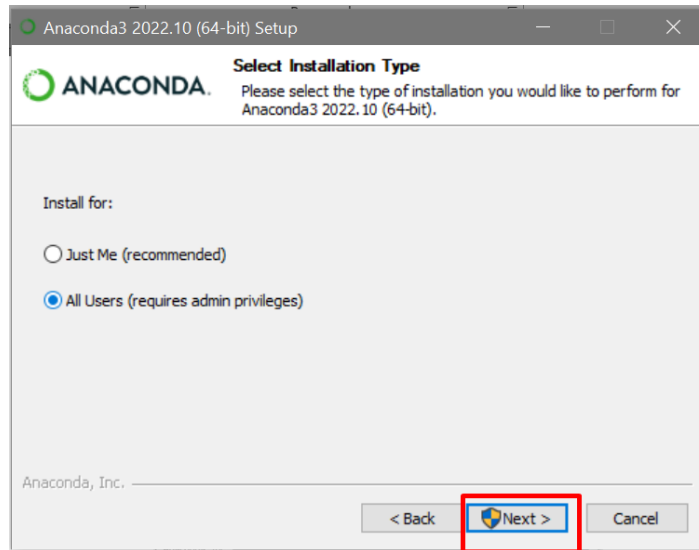 Anaconda3 2022.10 (64-bit) Setup
ANACONDA.
Select Installation Type
Please select the type of installation you would like to perform for
Anaconda3 2022.10 (64-bit).
Install for:
Just Me (recommended)
All Users (requires admin privileges)
Anaconda, Inc.
< Back
Next >
Cancel